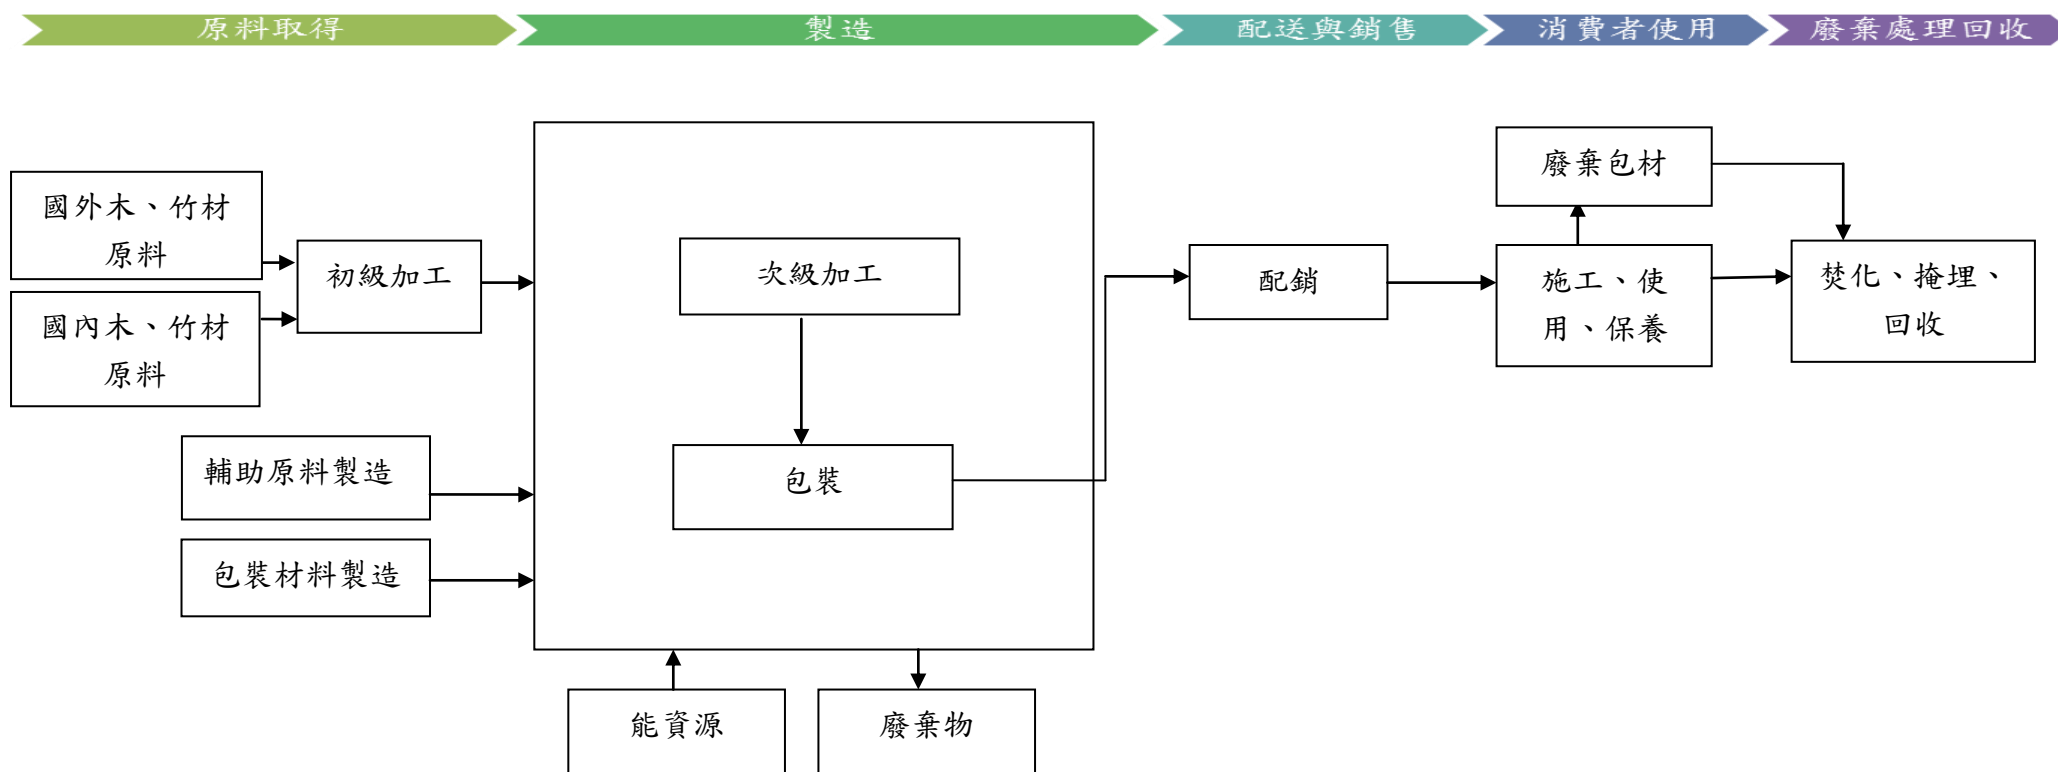 原料取得
製造
配送與銷售
消費者使用
廢棄處理回收
國外木、竹材
原料
國內木、竹材
原料
初級加工
輔助原料製造
包裝材料製造
次級加工
包裝
能資源
廢棄物
配銷
廢棄包材
施工、使
用、保養
焚化、掩埋、
回收